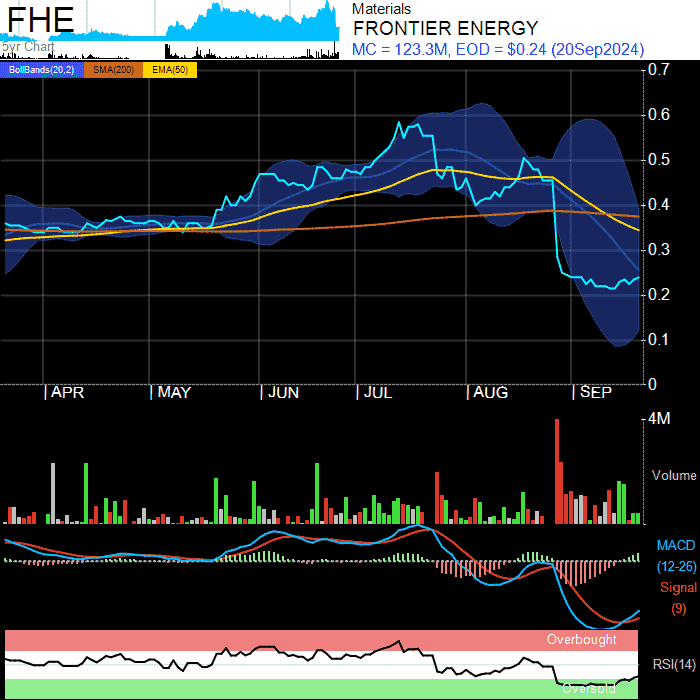 FHE
5yr Chart
Materials
FRONTIER ENERGY
MC = 123.3M, EOD = $0.24 (20Sep2024)
BollBands(20,2) SMA(200) EMA(50)
0.7
0.6
0.5
0.4
0.3
0.2
0.1
0
APR MAY JUN JUL AUG SEP
4M
Volume
MACD
(12-26)
Signal
(9)
Overbought
RSI(14)
Oversold